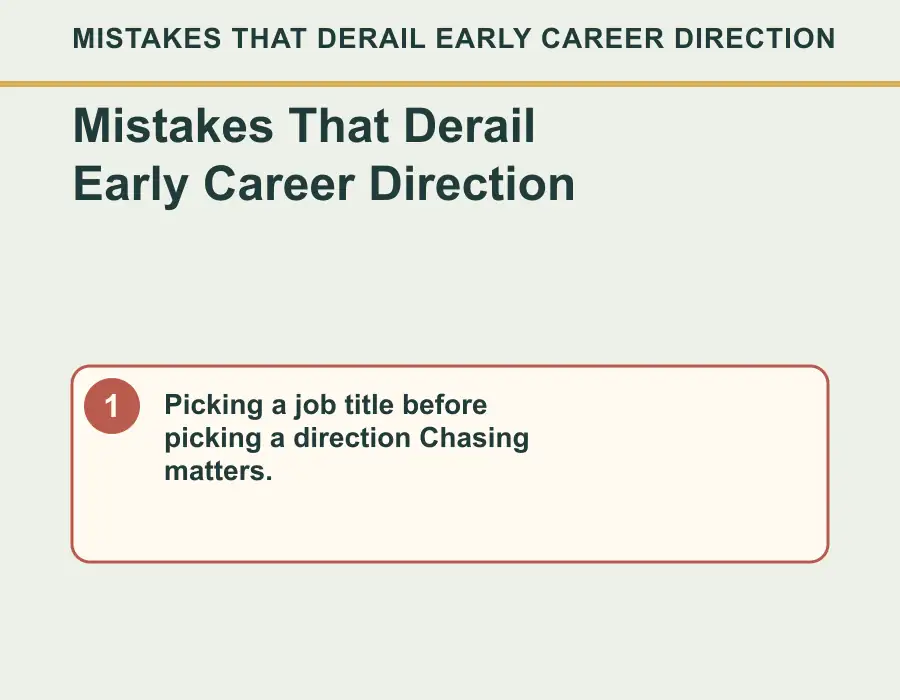 MISTAKES THAT DERAIL EARLY CAREER DIRECTION
Mistakes That Derail
Early Career Direction
1
Picking a job title before
picking a direction Chasing
matters.